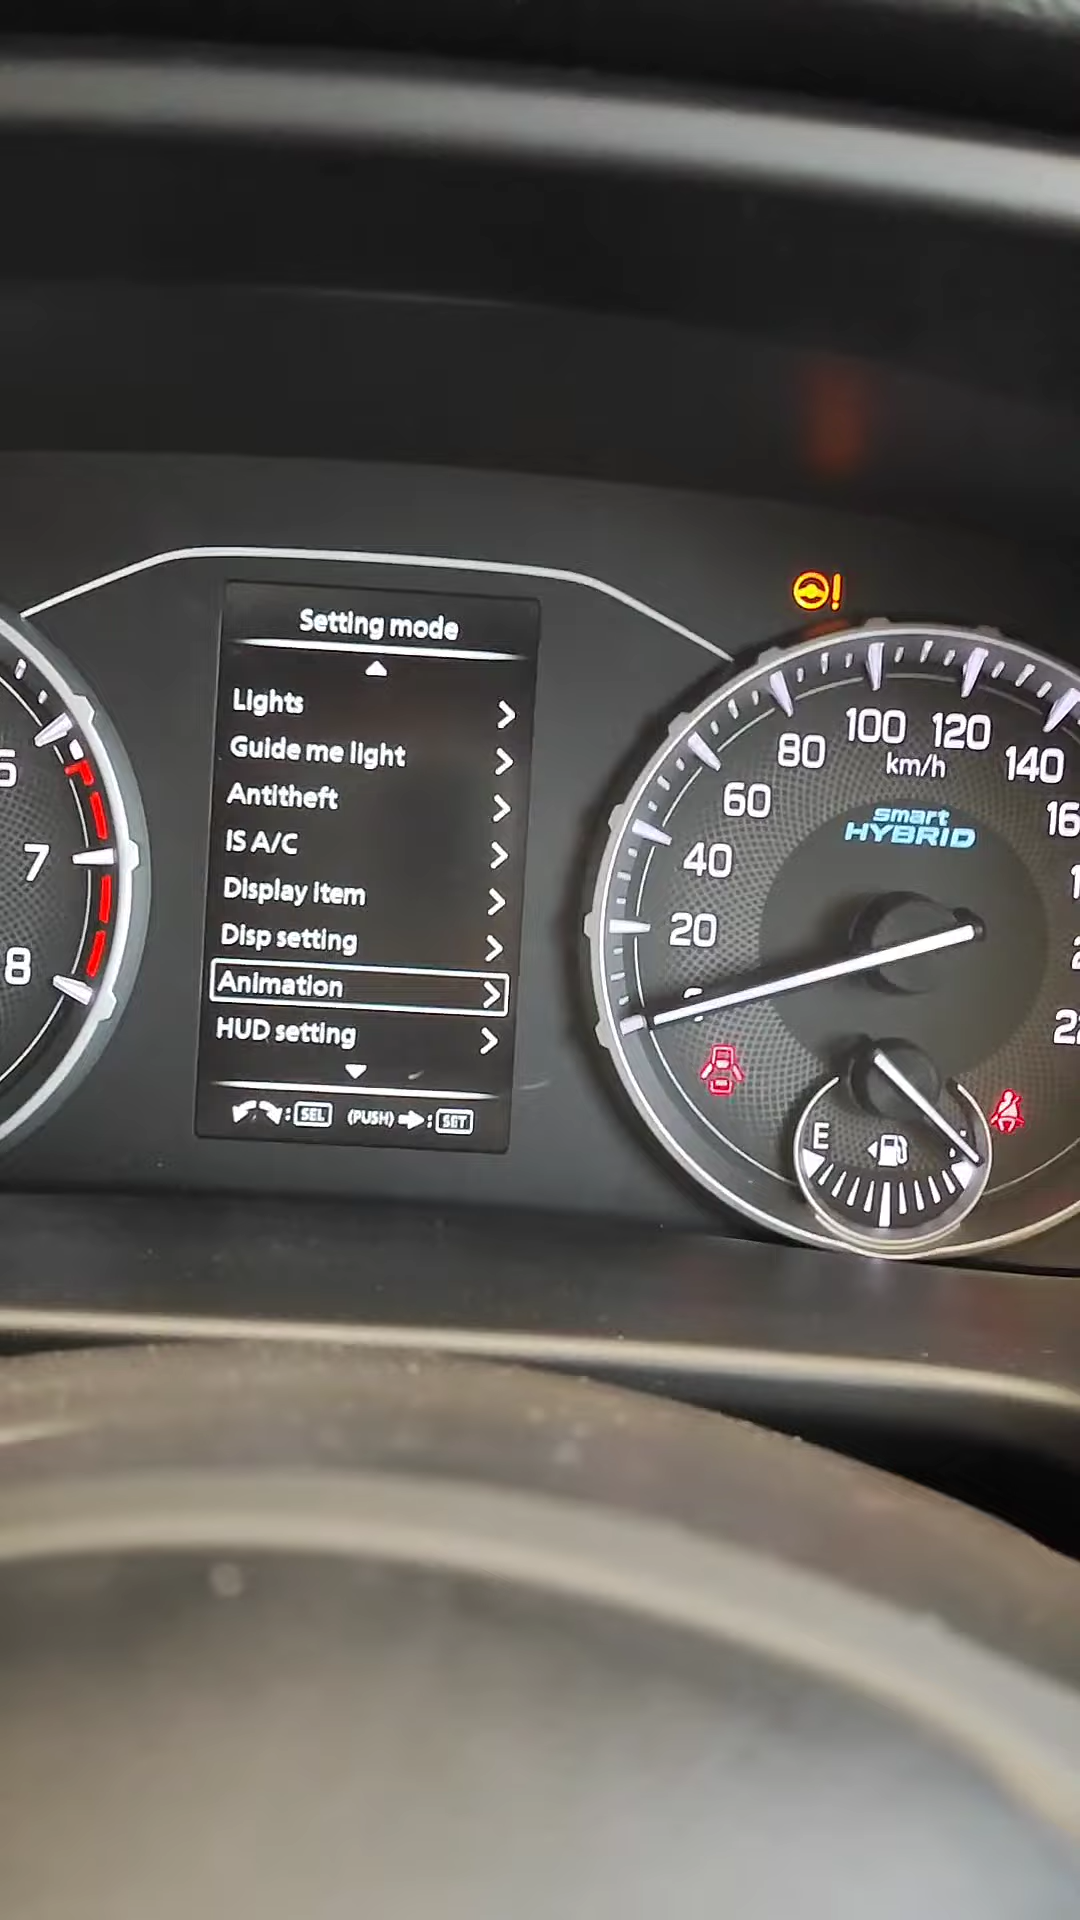 Setting mode
Lights
Guide me light
Antitheft
IS A/C
Display item
Disp setting
Animation
HUD setting
:SEL (PUSH) :SET
7
8
20
40
60
80
100
120
140
km/h
smart
HYBRID
E